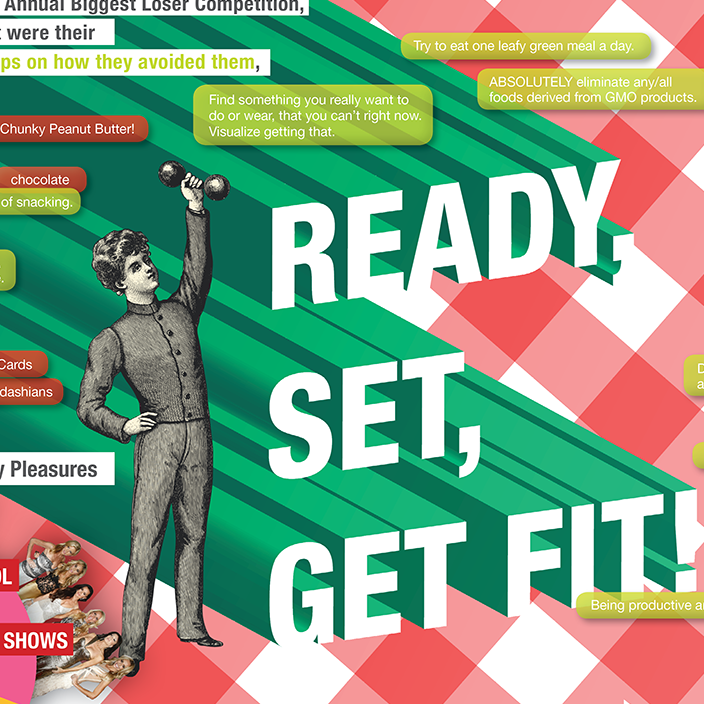 Annual Biggest Loser Competition,
were their
ps on how they avoided them,
Try to eat one leafy green meal a day.
ABSOLUTELY eliminate any/all
foods derived from GMO products.
Find something you really want to
do or wear, that you can't right now.
Visualize getting that.
Chunky Peanut Butter!
chocolate
of snacking.
READY,
SET,
GET FIT!
Cards
dashians
y Pleasures
OL
SHOWS
Being productive